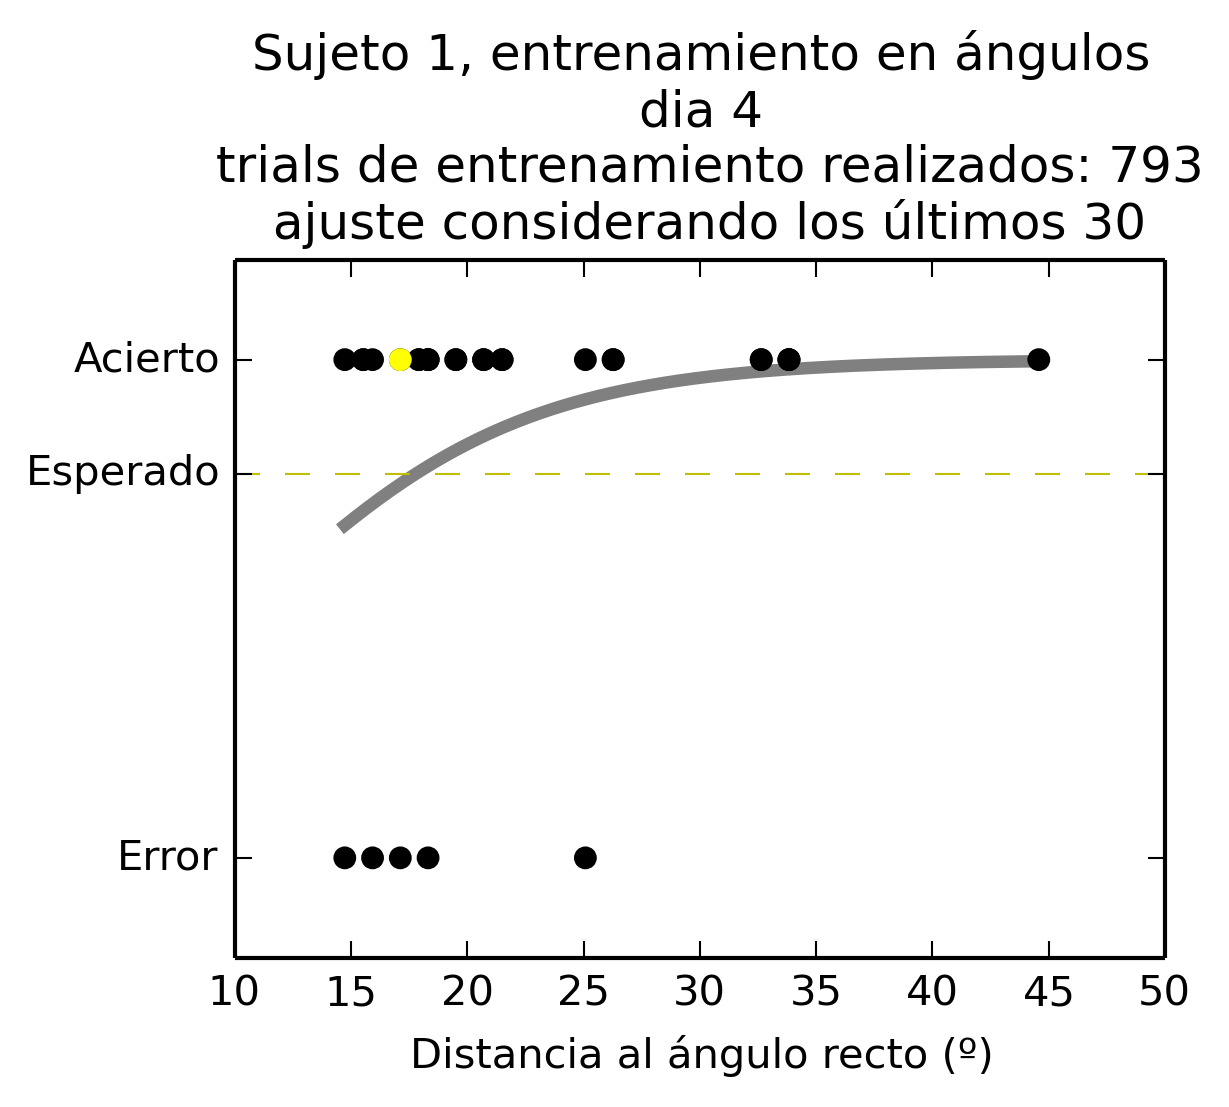 Sujeto 1, entrenamiento en ángulos
dia 4
trials de entrenamiento realizados: 793
ajuste considerando los últimos 30
Acierto
Esperado
Error
10 15 20 25 30 35 40 45 50
Distancia al ángulo recto (º)